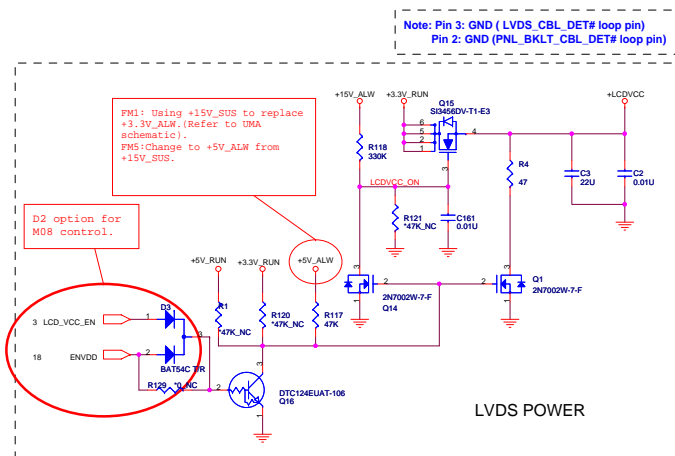 Note: Pin 3: GND ( LVDS_CBL_DET# loop pin)
Pin 2: GND (PNL_BKLT_CBL_DET# loop pin)
+15V_ALW
+3.3V_RUN
Q15
SI3456DV-T1-E3
+LCDVCC
6
5
2
1
4
3
FM1: Using +15V_SUS to replace
+3.3V_ALW.(Refer to UMA
schematic).
FM5:Change to +5V_ALW from
+15V_SUS.
R118
330K
R4
47
C3
22U
C2
0.01U
LCDVCC_ON
R121
*47K_NC
C161
0.01U
D2 option for
M08 control.
+5V_RUN
+3.3V_RUN
+5V_ALW
3
2
1
2N7002W-7-F
Q14
3
2
1
Q1
2N7002W-7-F
R1
*47K_NC
R120
*47K_NC
R117
47K
D3
3 LCD_VCC_EN
1
3
18 ENVDD
2
BAT54C T/R
R129 *0_NC
2
3
1
DTC124EUAT-106
Q16
LVDS POWER